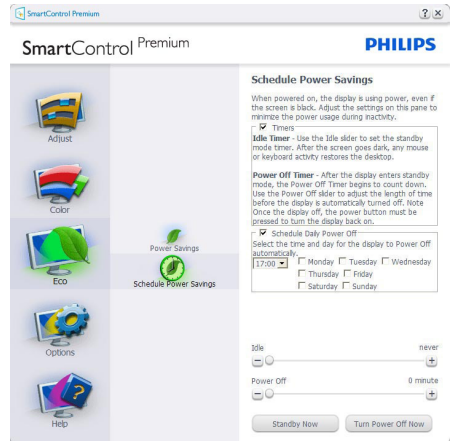 SmartControl Premium
SmartControl Premium
PHILIPS
Adjust
Color
Eco
Options
Help
Power Savings
Schedule Power Savings
Schedule Power Savings
When powered on, the display is using power, even if
the screen is black. Adjust the settings on this pane to
minimize the power usage during inactivity.
Timers
Idle Timer - Use the Idle slider to set the standby
mode timer. After the screen goes dark, any mouse
or keyboard activity restores the desktop.
Power Off Timer - After the display enters standby
mode, the Power Off Timer begins to count down.
Use the Power Off slider to adjust the length of time
before the display is automatically turned off. Note
Once the display off, the power button must be
pressed to turn the display back on.
Schedule Daily Power Off
Select the time and day for the display to Power Off
automatically.
17:00 Monday Tuesday Wednesday
Thursday Friday
Saturday Sunday
Idle never
Power Off 0 minute
Standby Now Turn Power Off Now